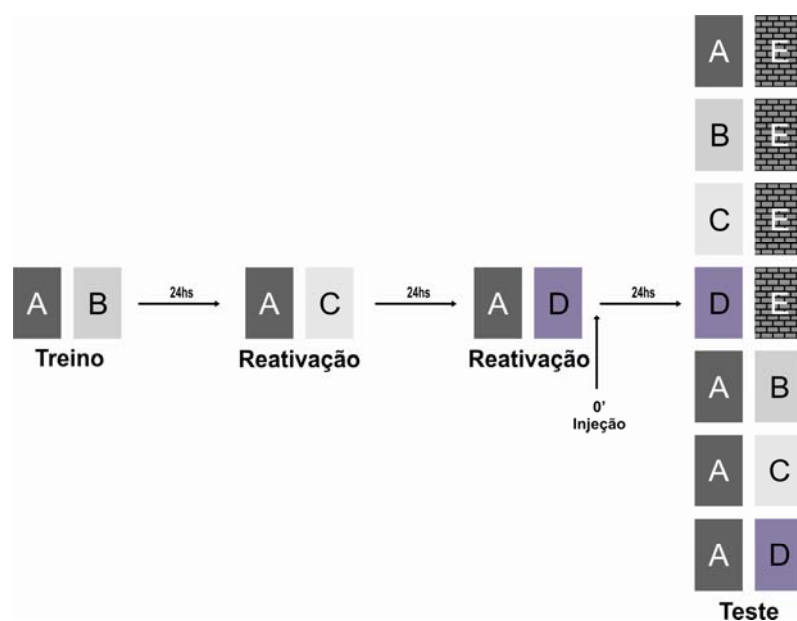 A E
B E
C E
A B 24hs A C 24hs A D 24hs D E
Treino Reativação Reativação
0'
Injeção
A B
A C
A D
Teste